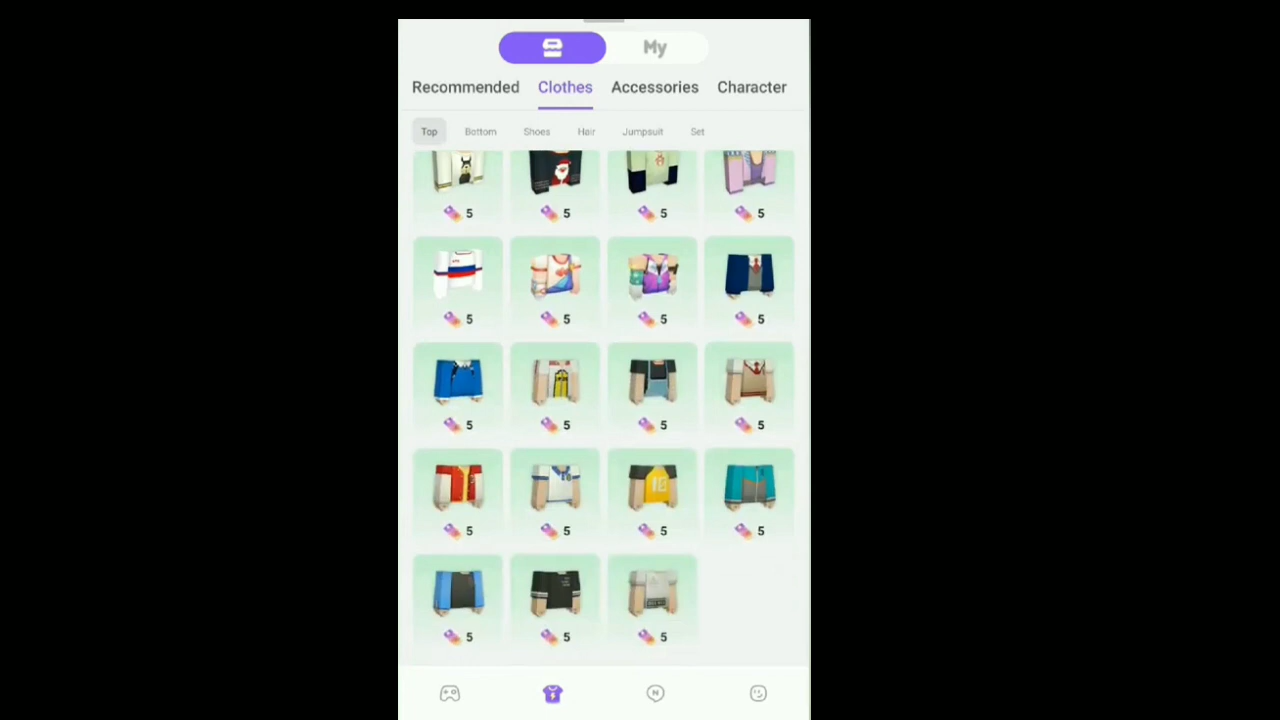 My
Recommended Clothes Accessories Character
Top Bottom Shoes Hair Jumpsuit Set
5 5 5 5
5 5 5 5
5 5 5 5
5 5 5 5
5 5 5
N